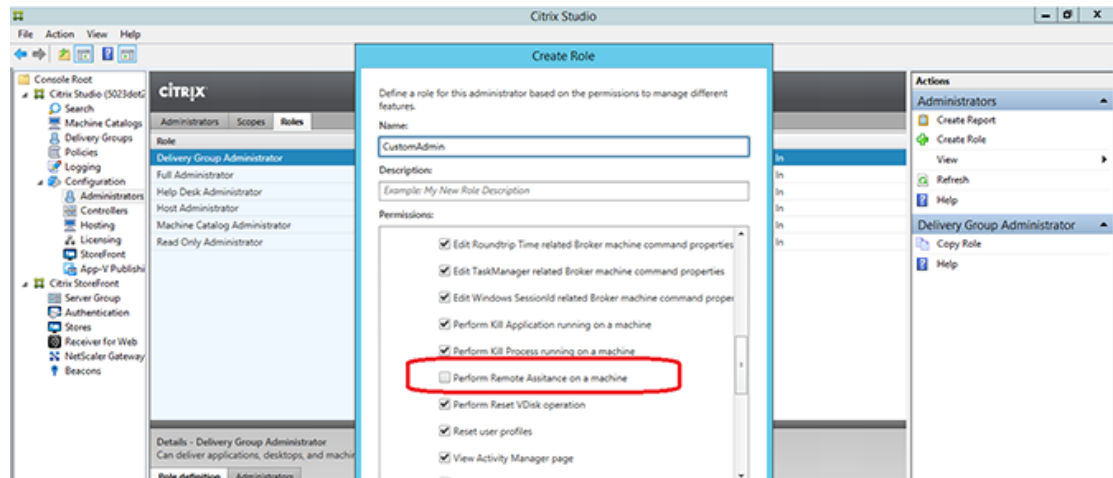 Citrix Studio
File Action View Help
Console Root
Citrix Studio (5023dot2
Search
Machine Catalogs
Delivery Groups
Policies
Logging
Configuration
Administrators
Controllers
Hosting
Licensing
StoreFront
App-V Publishi
Citrix StoreFront
Server Group
Authentication
Stores
Receiver for Web
NetScaler Gateway
Beacons
CITRIX
Administrators Scopes Roles
Role
Delivery Group Administrator
Full Administrator
Help Desk Administrator
Host Administrator
Machine Catalog Administrator
Read Only Administrator
Details - Delivery Group Administrator
Can deliver applications, desktops, and machin
Role definition Administrators
Create Role
Define a role for this administrator based on the permissions to manage different
features.
Name:
CustomAdmin
Description:
Example: My New Role Description
Permissions:
Edit Roundtrip Time related Broker machine command properties
Edit TaskManager related Broker machine command properties
Edit Windows SessionId related Broker machine command proper
Perform Kill Application running on a machine
Perform Kill Process running on a machine
Perform Remote Assitance on a machine
Perform Reset VDisk operation
Reset user profiles
View Activity Manager page
In
In
In
In
In
In
Actions
Administrators
Create Report
Create Role
View
Refresh
Help
Delivery Group Administrator
Copy Role
Help